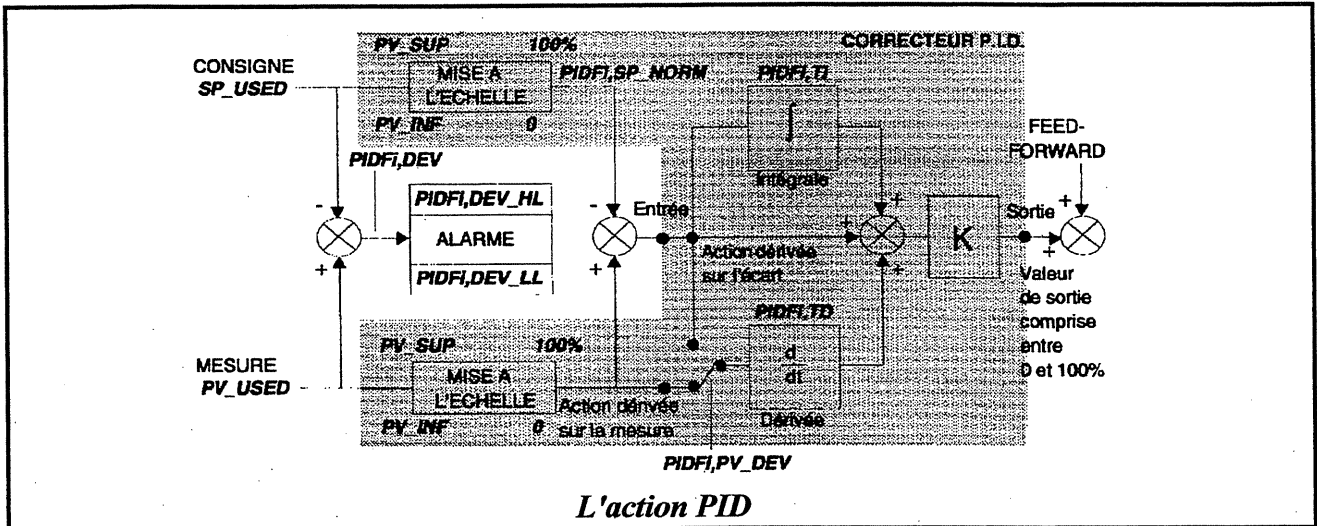 PV_SUP 100%
CORRECTEUR P.I.D.
CONSIGNE
SP_USED
MISE A
L'ECHELLE
PIDFi,SP_NORM
PIDFi,Ti
PV_INF 0
∫
Intégrale
FEED-
FORWARD
PIDFi,DEV
-
+
PIDFi,DEV_HL
ALARME
PIDFi,DEV_LL
-
+
Entrée
Action dérivée
sur l'écart
+
+
+
K
Sortie
+
+
Valeur
de sortie
comprise
entre
0 et 100%
PIDFi,TD
d
dt
Dérivée
PV_SUP 100%
MESURE
PV_USED
MISE A
L'ECHELLE
PV_INF 0
Action dérivée
sur la mesure
PIDFi,PV_DEV
L'action PID